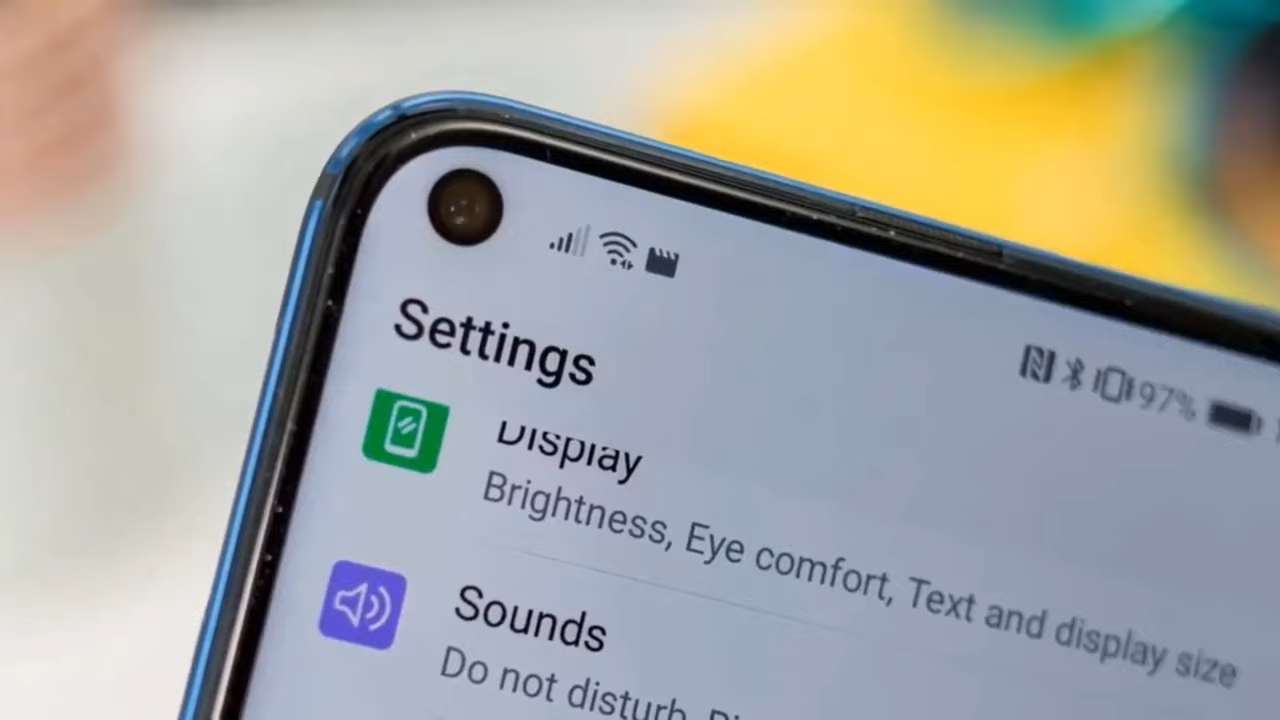 97%
Settings
Display
Brightness, Eye comfort, Text and display size
Sounds
Do not disturb,